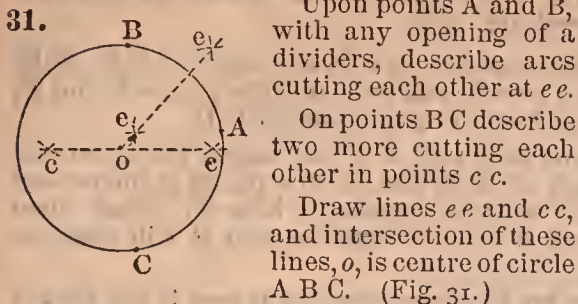 31.
B
e
A
e
c
o
e
C
Upon points A and B,
with any opening of a
dividers, describe arcs
cutting each other at e e.
On points B C describe
two more cutting each
other in points c c.
Draw lines e e and c c,
and intersection of these
lines, o, is centre of circle
A B C. (Fig. 31.)